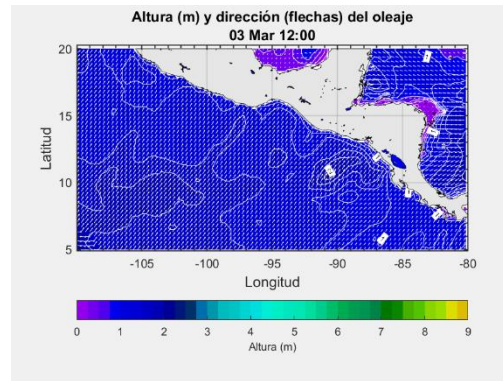 Altura (m) y dirección (flechas) del oleaje
03 Mar 12:00
20
15
10
5
Latitud
-105
-100
-95
-90
-85
-80
Longitud
0 1 2 3 4 5 6 7 8 9
Altura (m)